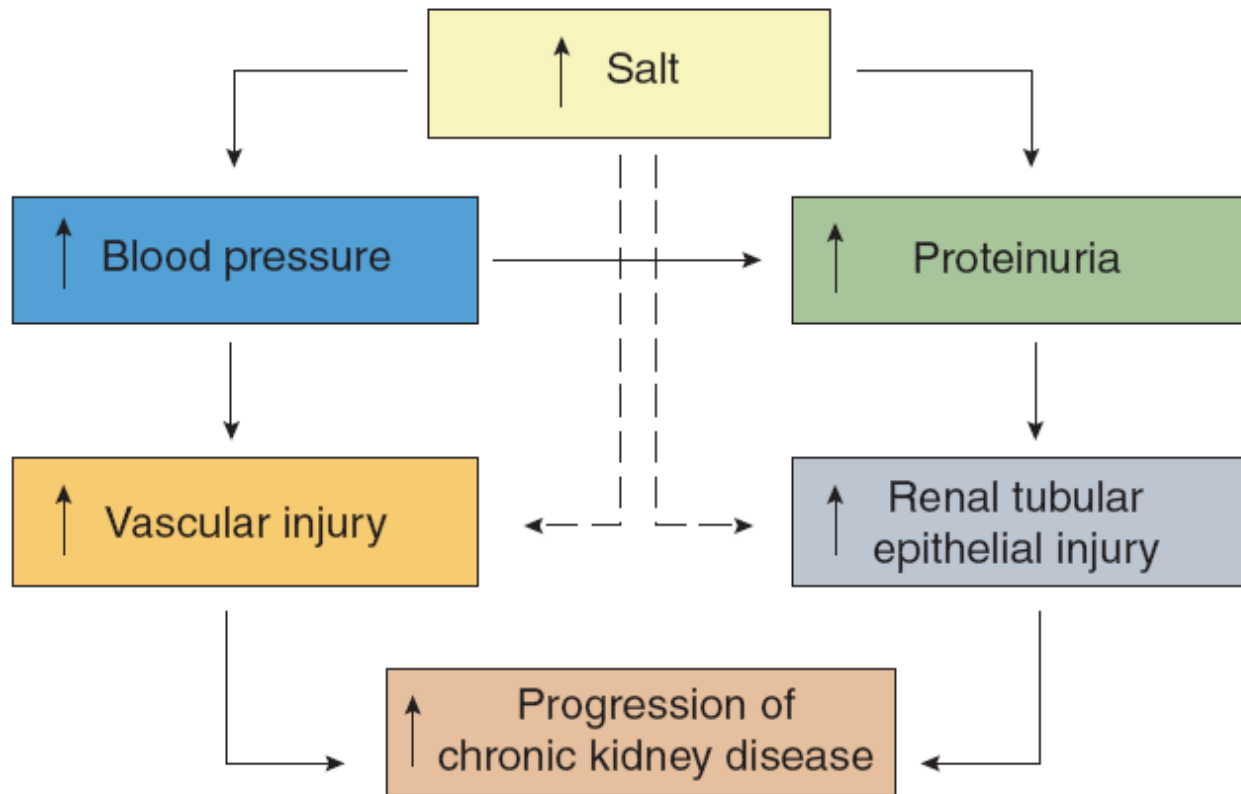 Salt
Blood pressure
Proteinuria
Vascular injury
Renal tubular
epithelial injury
Progression of
chronic kidney disease